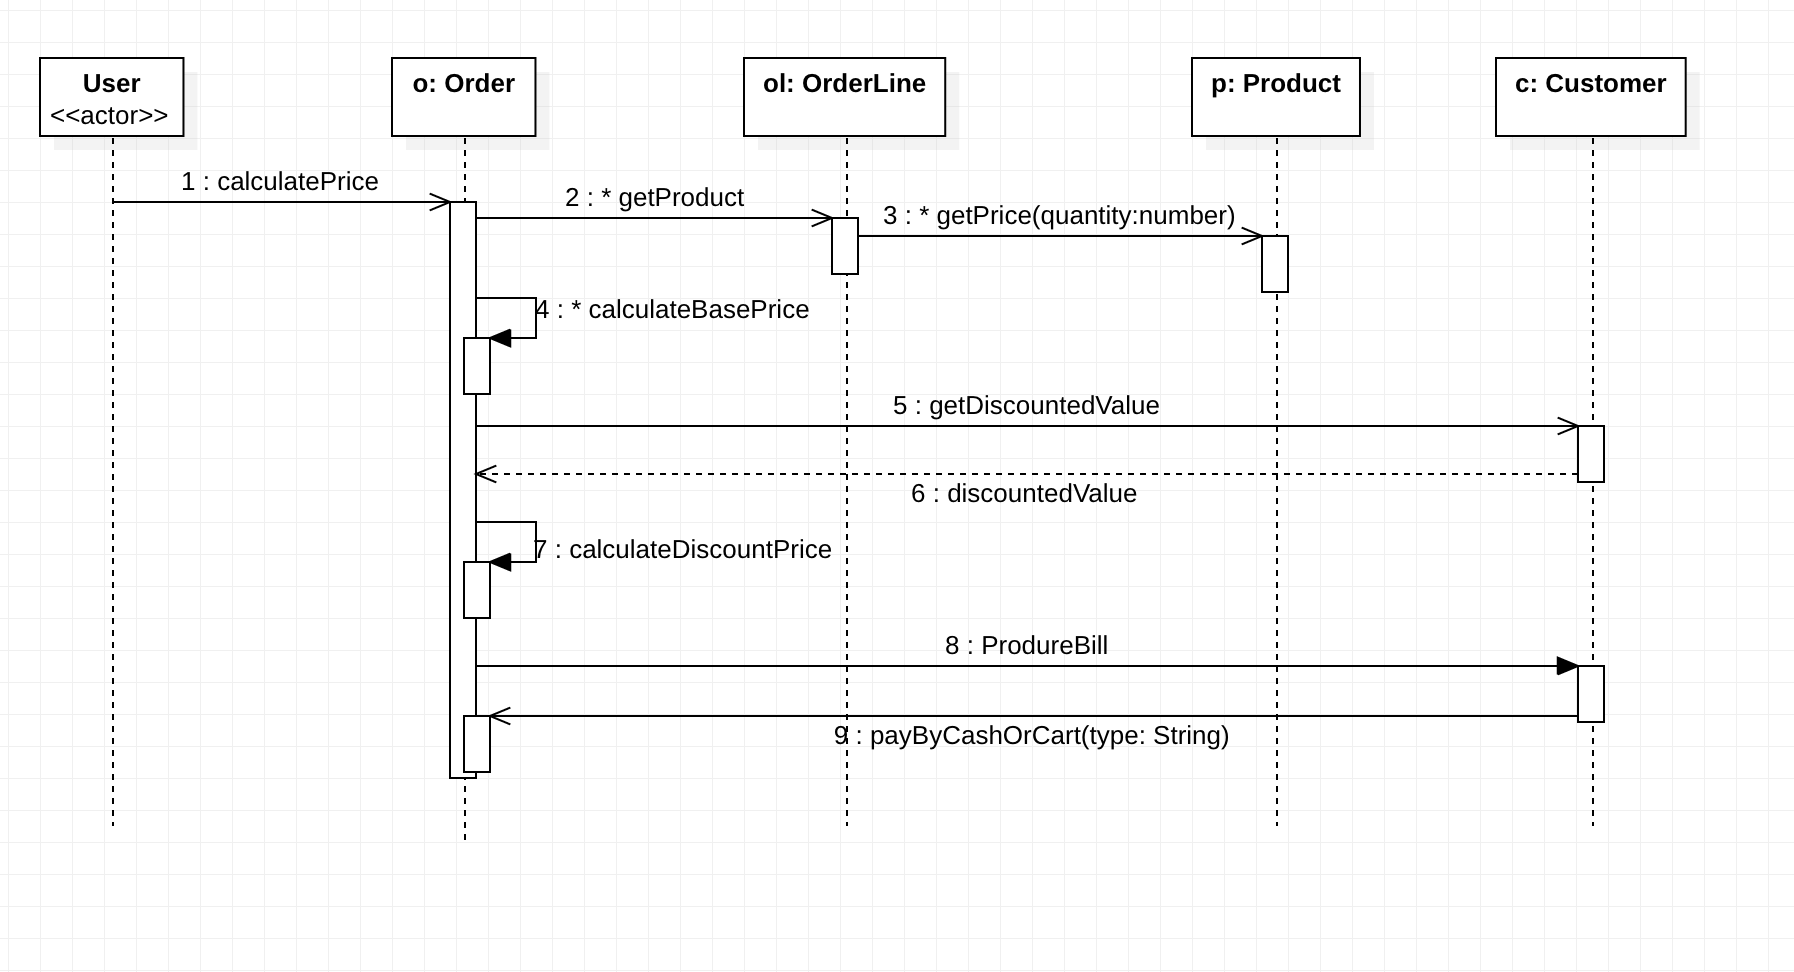 User
<<actor>>
o: Order
ol: OrderLine
p: Product
c: Customer
1 : calculatePrice
2 : * getProduct
3 : * getPrice(quantity:number)
4 : * calculateBasePrice
5 : getDiscountedValue
6 : discountedValue
7 : calculateDiscountPrice
8 : ProdureBill
9 : payByCashOrCart(type: String)